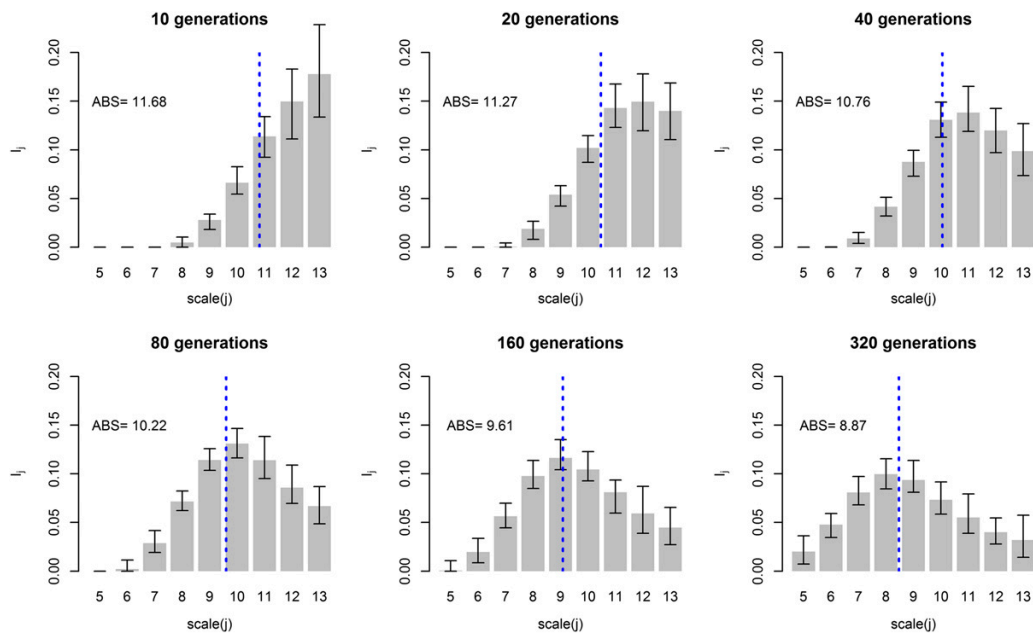 10 generations
20 generations
40 generations
0.20
0.15
0.10
0.05
0.00
I_j
ABS= 11.68
5 6 7 8 9 10 11 12 13
scale(j)
0.20
0.15
0.10
0.05
0.00
I_j
ABS= 11.27
5 6 7 8 9 10 11 12 13
scale(j)
0.20
0.15
0.10
0.05
0.00
I_j
ABS= 10.76
5 6 7 8 9 10 11 12 13
scale(j)
80 generations
160 generations
320 generations
0.20
0.15
0.10
0.05
0.00
I_j
ABS= 10.22
5 6 7 8 9 10 11 12 13
scale(j)
0.20
0.15
0.10
0.05
0.00
I_j
ABS= 9.61
5 6 7 8 9 10 11 12 13
scale(j)
0.20
0.15
0.10
0.05
0.00
I_j
ABS= 8.87
5 6 7 8 9 10 11 12 13
scale(j)